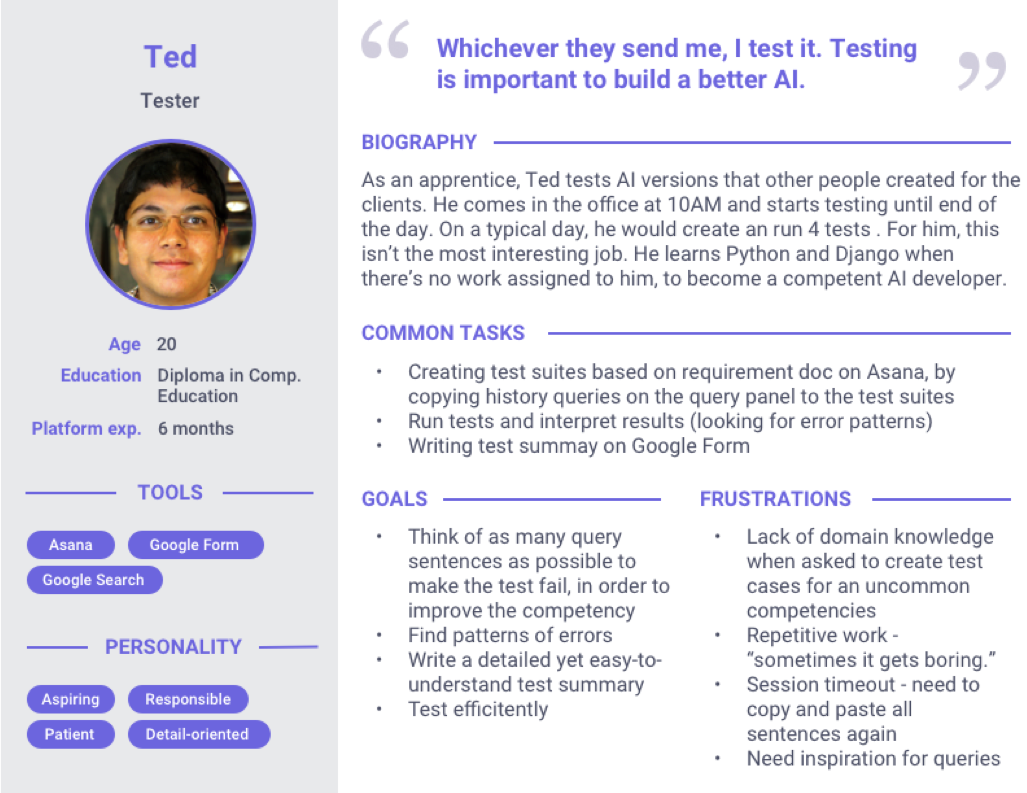 Ted
Tester
Age 20
Education Diploma in Comp.
Education
Platform exp. 6 months
TOOLS
Asana
Google Form
Google Search
PERSONALITY
Aspiring
Responsible
Patient
Detail-oriented
“
Whichever they send me, I test it. Testing
is important to build a better AI.
”
BIOGRAPHY
As an apprentice, Ted tests AI versions that other people created for the
clients. He comes in the office at 10AM and starts testing until end of
the day. On a typical day, he would create an run 4 tests . For him, this
isn’t the most interesting job. He learns Python and Django when
there’s no work assigned to him, to become a competent AI developer.
COMMON TASKS
• Creating test suites based on requirement doc on Asana, by
copying history queries on the query panel to the test suites
• Run tests and interpret results (looking for error patterns)
• Writing test summay on Google Form
GOALS
• Think of as many query
sentences as possible to
make the test fail, in order to
improve the competency
• Find patterns of errors
• Write a detailed yet easy-to-
understand test summary
• Test efficitently
FRUSTRATIONS
• Lack of domain knowledge
when asked to create test
cases for an uncommon
competencies
• Repetitive work -
“sometimes it gets boring.”
• Session timeout - need to
copy and paste all
sentences again
• Need inspiration for queries